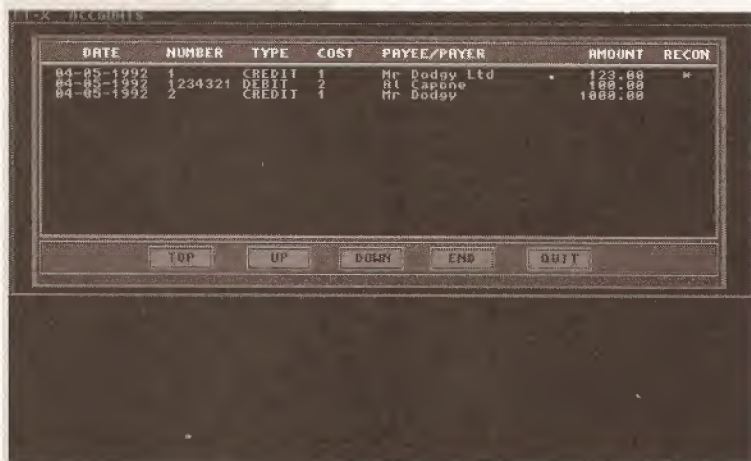 ACCOUNTS
DATE NUMBER TYPE COST PAYEE/PAYER AMOUNT RECON
04-05-1992 1 CREDIT 1 Mr Dodgy Ltd 123.00 *
04-05-1992 1234321 DEBIT 2 Al Capone 100.00
04-05-1992 2 CREDIT 1 Mr Dodgy 1000.00
TOP UP DOWN END QUIT